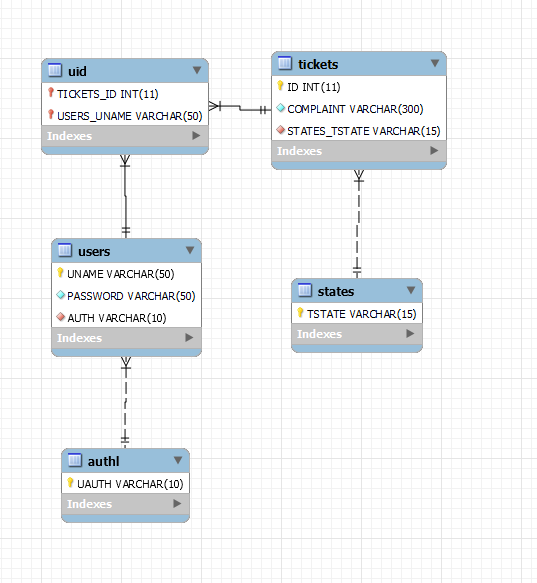 uid
TICKETS_ID INT(11)
USERS_UNAME VARCHAR(50)
Indexes
tickets
ID INT(11)
COMPLAINT VARCHAR(300)
STATES_TSTATE VARCHAR(15)
Indexes
users
UNAME VARCHAR(50)
PASSWORD VARCHAR(50)
AUTH VARCHAR(10)
Indexes
states
TSTATE VARCHAR(15)
Indexes
authl
UAUTH VARCHAR(10)
Indexes